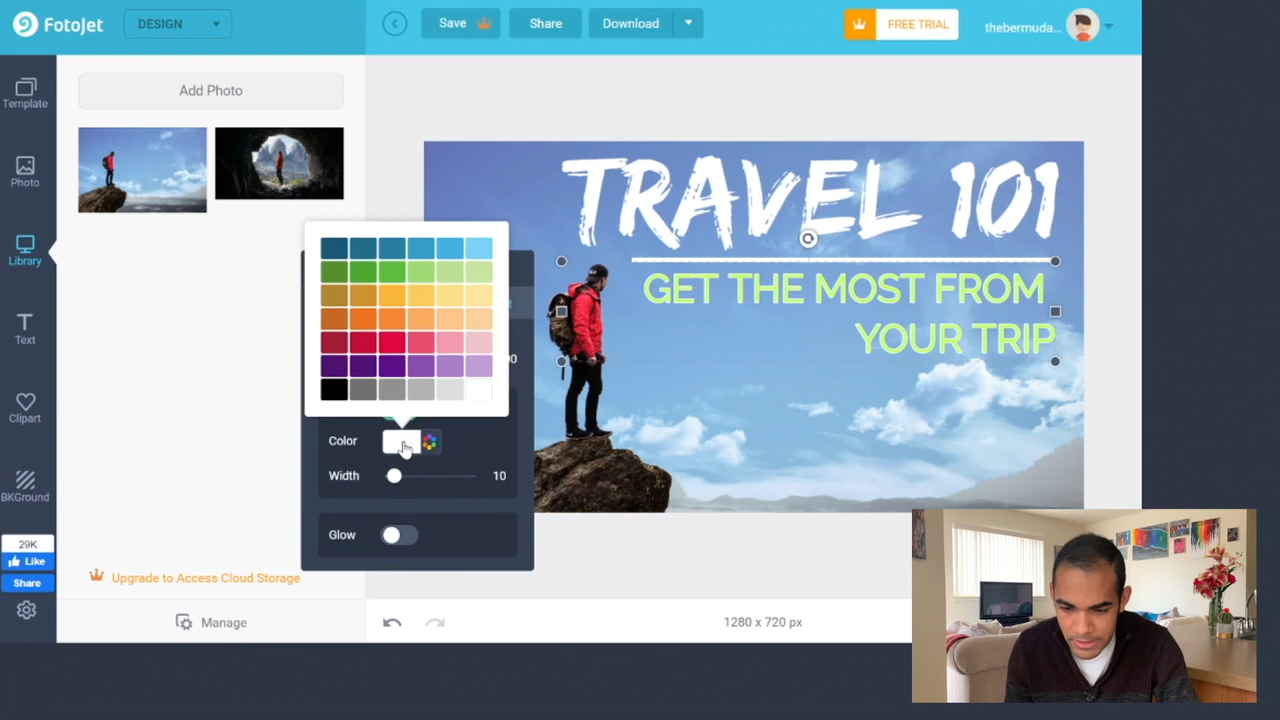 FotoJet
DESIGN
Save
Share
Download
FREE TRIAL
thebermuda...
Template
Photo
Library
Text
Clipart
BKGround
29K
Like
Share
Add Photo
Upgrade to Access Cloud Storage
Manage
TRAVEL 101
GET THE MOST FROM
YOUR TRIP
Color
Width
10
Glow
1280 x 720 px